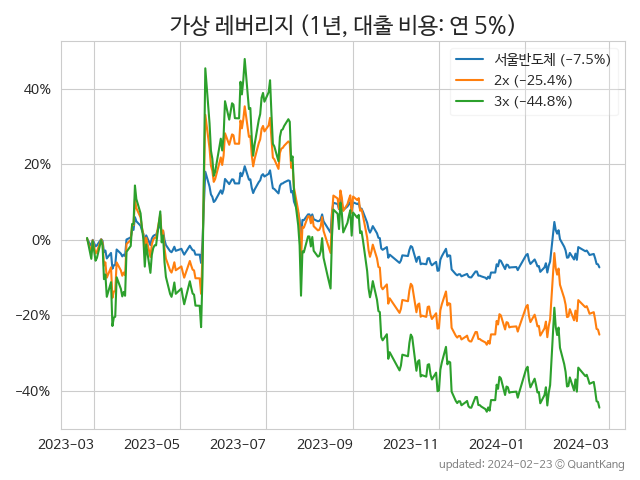 가상 레버리지 (1년, 대출 비용: 연 5%)
서울반도체 (−7.5%)
2x (−25.4%)
3x (−44.8%)
40%
20%
0%
−20%
−40%
2023-03 2023-05 2023-07 2023-09 2023-11 2024-01 2024-03
updated: 2024-02-23 © QuantKang